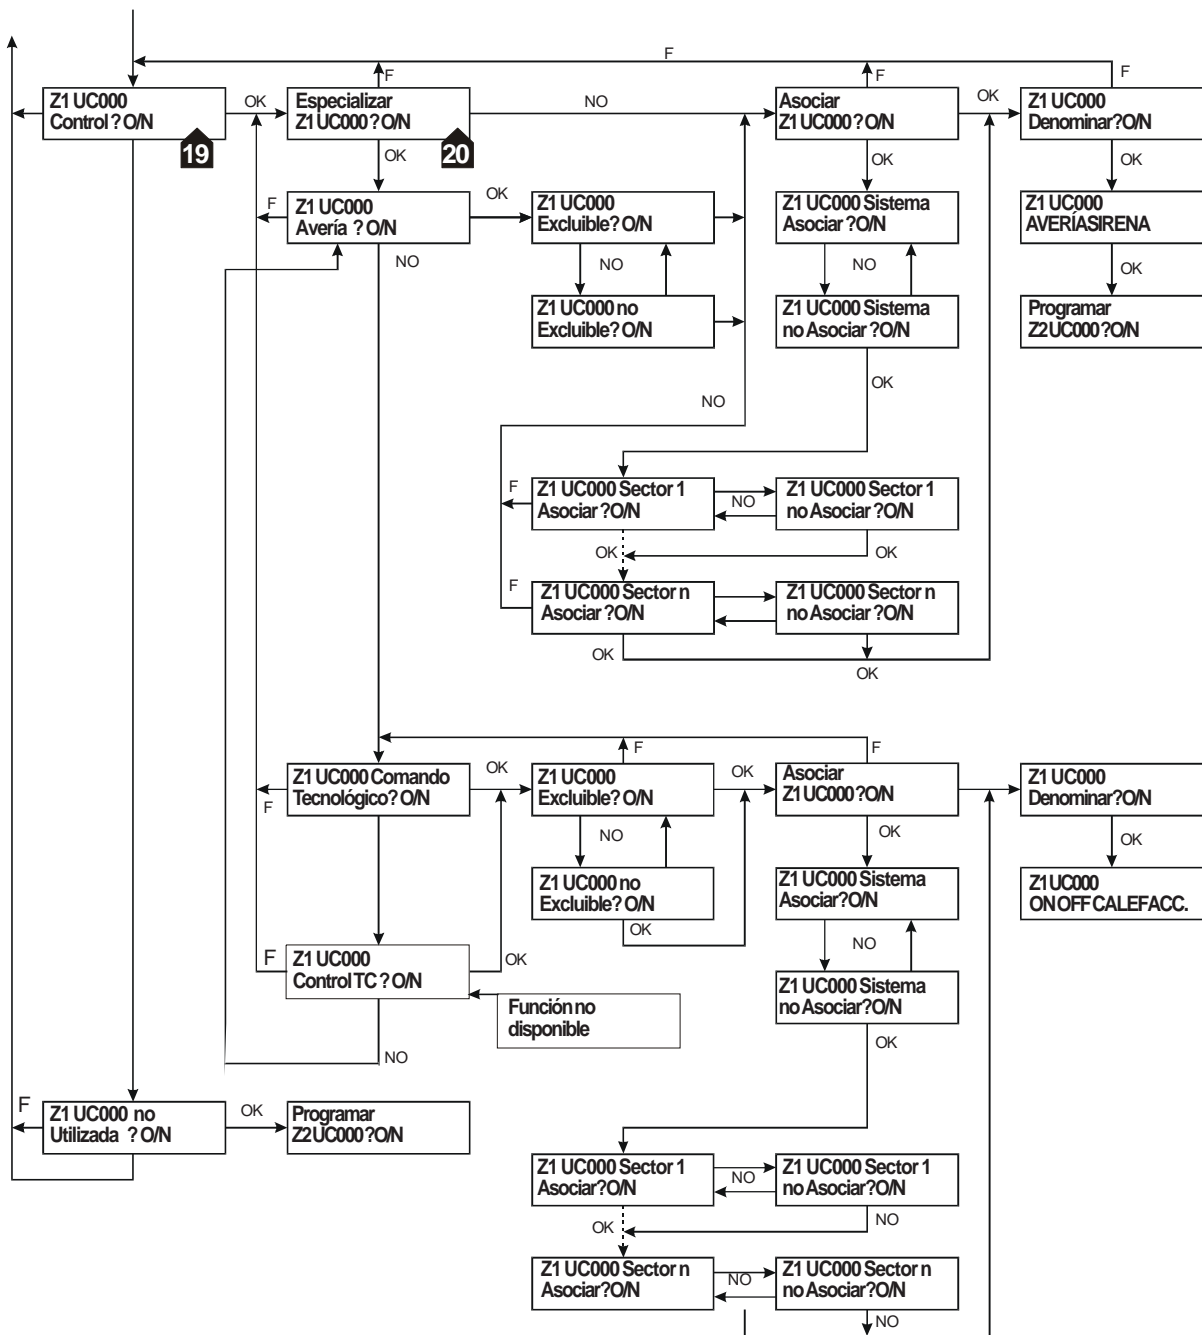 F
F
F
F
Z1 UC000
Control ? O/N
19
OK
Especializar
Z1 UC000 ? O/N
20
NO
Asociar
Z1 UC000 ? O/N
OK
Z1 UC000
Denominar?O/N
OK
OK
OK
F
Z1 UC000
Avería ? O/N
OK
Z1 UC000
Excluible? O/N
Z1 UC000 Sistema
Asociar ? O/N
Z1 UC000
AVERÍASIRENA
NO
NO
NO
OK
Z1 UC000 no
Excluible? O/N
Z1 UC000 Sistema
no Asociar ? O/N
Programar
Z2 UC000 ?O/N
OK
NO
F
Z1 UC000 Sector 1
Asociar ? O/N
NO
Z1 UC000 Sector 1
no Asociar ? O/N
OK
OK
F
Z1 UC000 Sector n
Asociar ?O/N
Z1 UC000 Sector n
no Asociar ? O/N
OK
OK
F
F
Z1 UC000 Comando
Tecnológico? O/N
F
OK
Z1 UC000
Excluible? O/N
OK
Asociar
Z1 UC000 ? O/N
Z1 UC000
Denominar?O/N
NO
OK
OK
Z1 UC000 no
Excluible? O/N
OK
Z1 UC000 Sistema
Asociar?O/N
Z1 UC000
ON OFF CALEFACC.
NO
F
Z1 UC000
Control TC ? O/N
OK
Z1 UC000 Sistema
no Asociar?O/N
Función no
disponible
OK
NO
F
Z1 UC000 no
Utilizada ? O/N
OK
Programar
Z2 UC000 ?O/N
Z1 UC000 Sector 1
Asociar?O/N
NO
Z1 UC000 Sector 1
no Asociar?O/N
OK
NO
Z1 UC000 Sector n
Asociar?O/N
NO
Z1 UC000 Sector n
no Asociar?O/N
NO